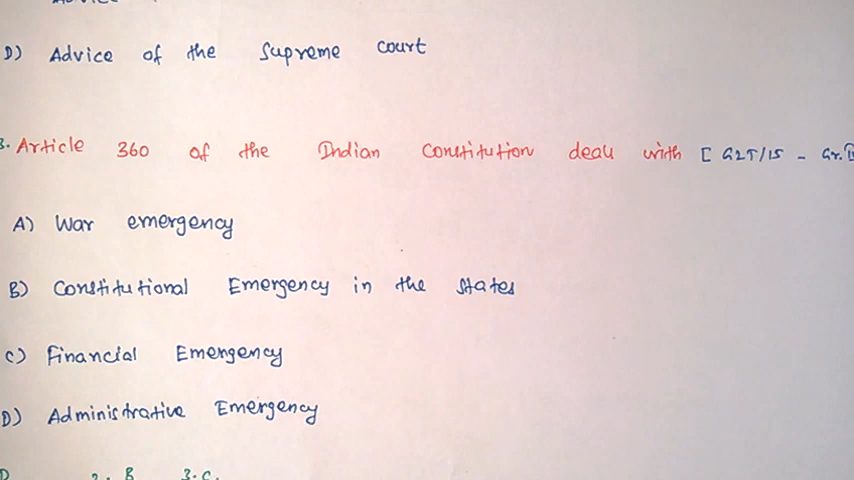 D) Advice of the Supreme court
3. Article 360 of the Indian Constitution deals with [ G2T/15 - Gr.
A) War emergency
B) Constitutional Emergency in the States
C) Financial Emergency
D) Administrative Emergency
D 2. B 3. C.